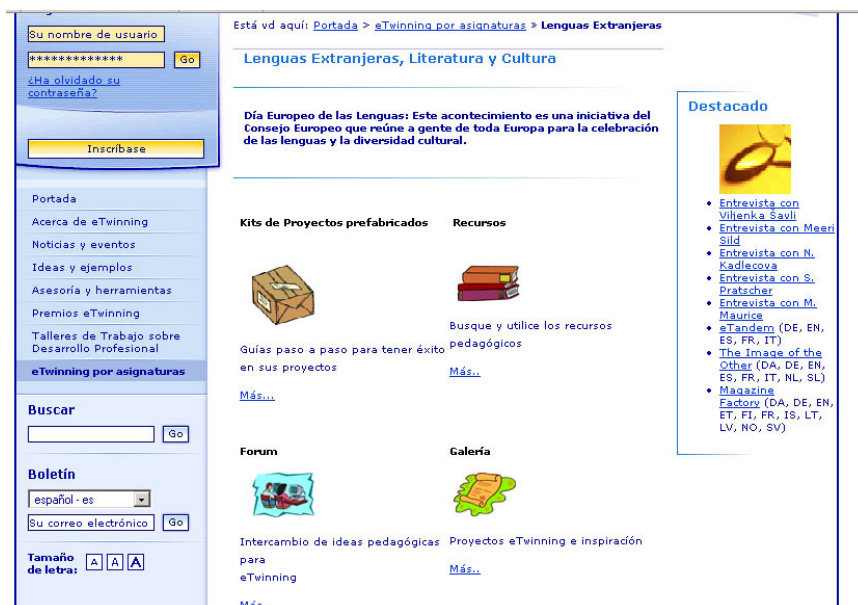 Su nombre de usuario
*************
Go
¿Ha olvidado su
contraseña?
Inscríbase
Portada
Acerca de eTwinning
Noticias y eventos
Ideas y ejemplos
Asesoría y herramientas
Premios eTwinning
Talleres de Trabajo sobre
Desarrollo Profesional
eTwinning por asignaturas
Buscar
Go
Boletín
español - es
Su correo electrónico
Go
Tamaño
de letra:
A A A
Está vd aquí: Portada > eTwinning por asignaturas » Lenguas Extranjeras
Lenguas Extranjeras, Literatura y Cultura
Día Europeo de las Lenguas: Este acontecimiento es una iniciativa del
Consejo Europeo que reúne a gente de toda Europa para la celebración
de las lenguas y la diversidad cultural.
Kits de Proyectos prefabricados
Guías paso a paso para tener éxito
en sus proyectos
Más...
Recursos
Busque y utilice los recursos
pedagógicos
Más..
Forum
Intercambio de ideas pedagógicas
para
eTwinning
Más
Galería
Proyectos eTwinning e inspiración
Más..
Destacado
Entrevista con
Viljenka Šavli
Entrevista con Meeri
Sild
Entrevista con N.
Kadlecova
Entrevista con S.
Pratscher
Entrevista con M.
Maurice
eTandem (DE, EN,
ES, FR, IT)
The Image of the
Other (DA, DE, EN,
ES, FR, IT, NL, SL)
Magazine
Factory (DA, DE, EN,
ET, FI, FR, IS, LT,
LV, NO, SV)